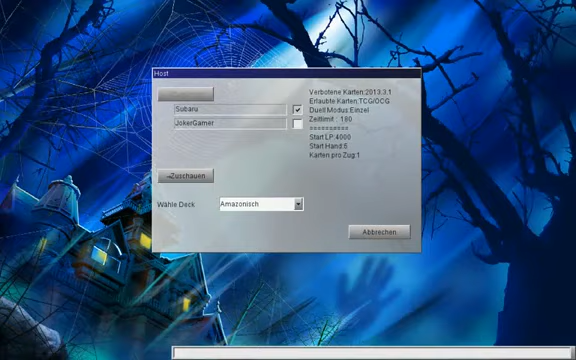 Host
Subaru
JokerGamer
Verbotene Karten:2013.3.1
Erlaubte Karten:TCG/OCG
Duell Modus:Einzel
Zeitlimit : 180
==========
Start LP:4000
Start Hand:5
Karten pro Zug:1
->Zuschauen
Wähle Deck
Amazonisch
Abbrechen